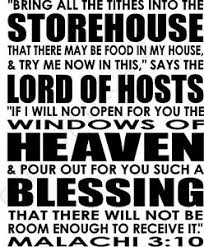 "BRING ALL THE TITHES INTO THE
STOREHOUSE
THAT THERE MAY BE FOOD IN MY HOUSE,
& TRY ME NOW IN THIS," SAYS THE
LORD OF HOSTS
"IF I WILL NOT OPEN FOR YOU THE
WINDOWS OF
HEAVEN
& POUR OUT FOR YOU SUCH A
BLESSING
THAT THERE WILL NOT BE
ROOM ENOUGH TO RECEIVE IT."
MALACHI 3:10